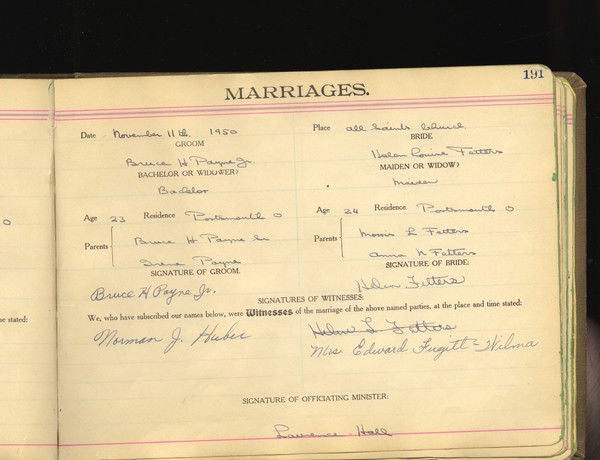 191
MARRIAGES.
Date November 11th 1950 Place All Saints Church
GROOM BRIDE
Bruce H Payne Jr. Helen Louise Fetters
BACHELOR OR WIDOWER? MAIDEN OR WIDOW?
Bachelor Maiden
Age 23 Residence Portsmouth O Age 24 Residence Portsmouth O
Parents Bruce H Payne Sr Parents Morris L Fetters
Irene Payne Anna N Fetters
SIGNATURE OF GROOM. SIGNATURE OF BRIDE:
Bruce H Payne Jr. Helen Fetters
SIGNATURES OF WITNESSES:
We, who have subscribed our names below, were Witnesses of the marriage of the above named parties, at the place and time stated:
Norman J. Huber Helen L. Fetters
Mrs. Edward Fugitt - Wilma
SIGNATURE OF OFFICIATING MINISTER:
Lawrence Hall
O
me stated: